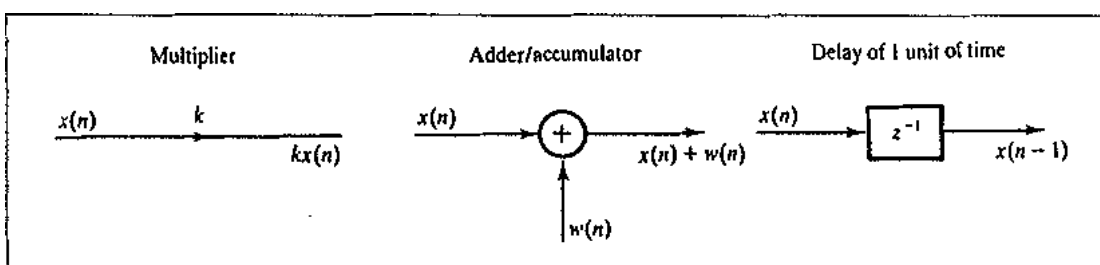 Multiplier
Adder/accumulator
Delay of 1 unit of time
x(n)
k
kx(n)
x(n)
+
x(n) + w(n)
w(n)
x(n)
z⁻¹
x(n − 1)